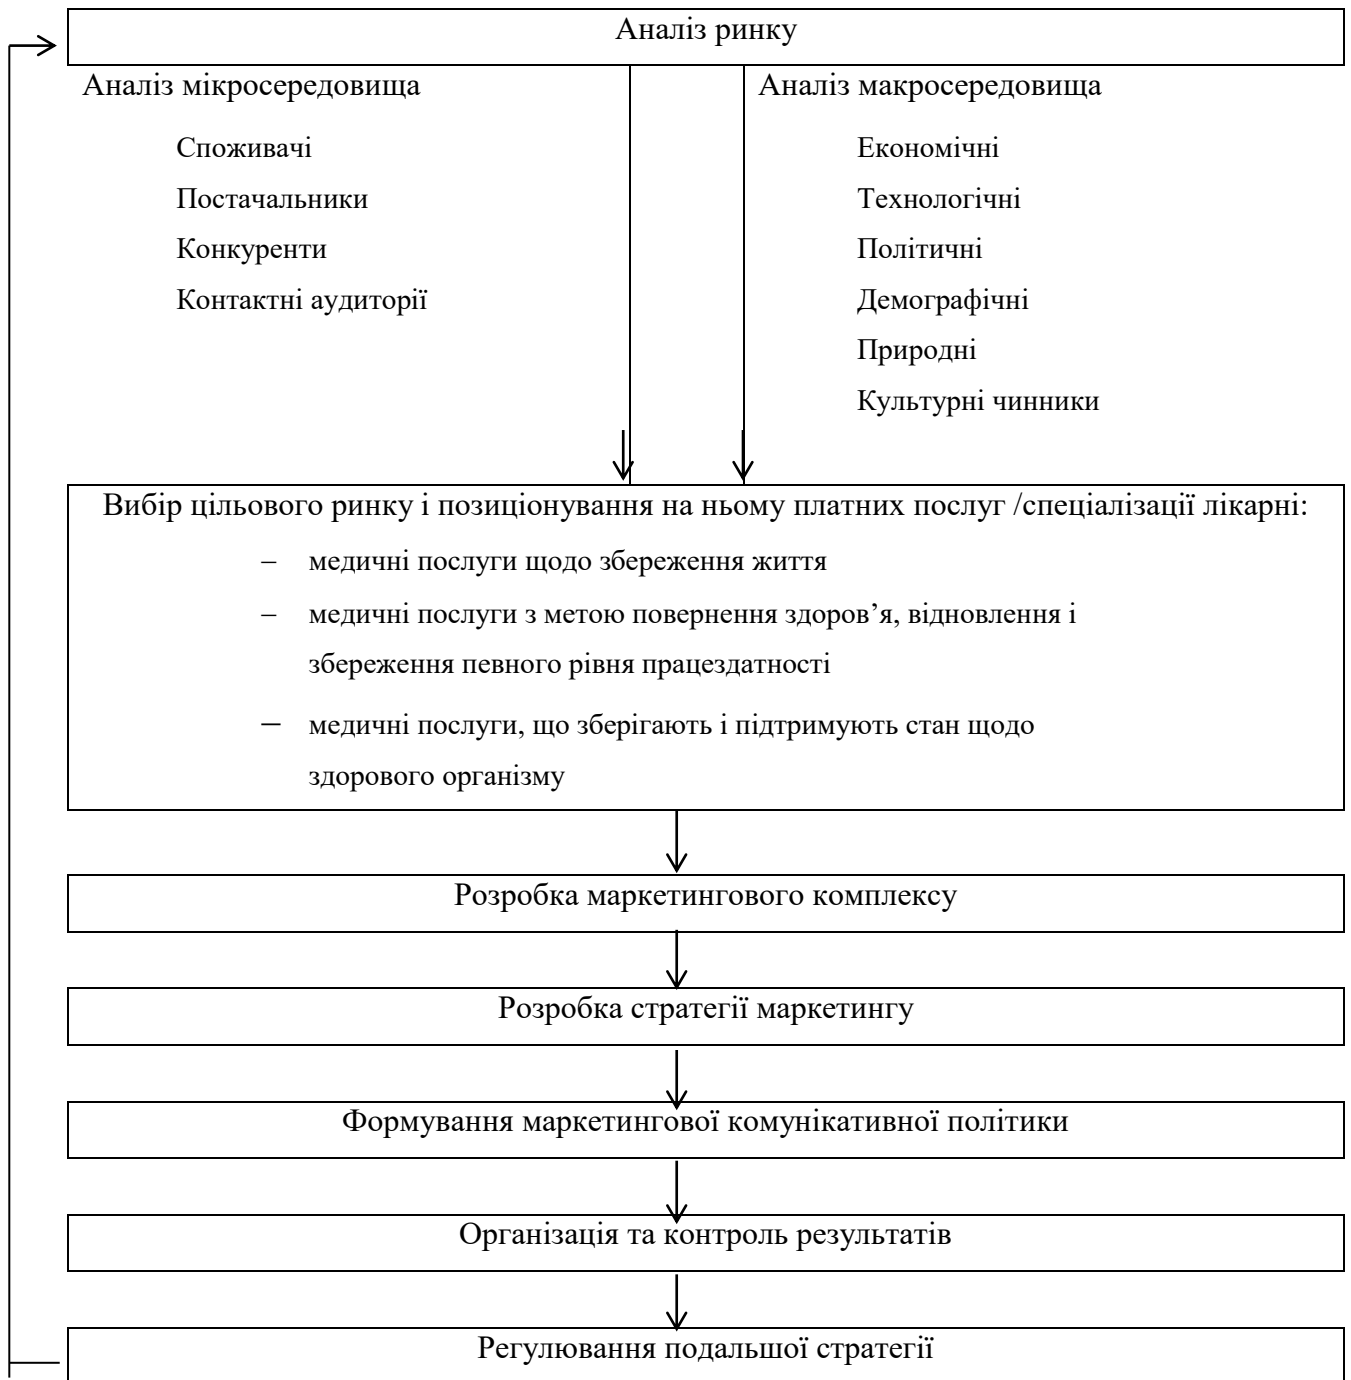 Аналіз ринку
Аналіз мікросередовища
Споживачі
Постачальники
Конкуренти
Контактні аудиторії
Аналіз макросередовища
Економічні
Технологічні
Політичні
Демографічні
Природні
Культурні чинники
Вибір цільового ринку і позиціонування на ньому платних послуг /спеціалізації лікарні:
– медичні послуги щодо збереження життя
– медичні послуги з метою повернення здоров’я, відновлення і
збереження певного рівня працездатності
– медичні послуги, що зберігають і підтримують стан щодо
здорового організму
Розробка маркетингового комплексу
Розробка стратегії маркетингу
Формування маркетингової комунікативної політики
Організація та контроль результатів
Регулювання подальшої стратегії